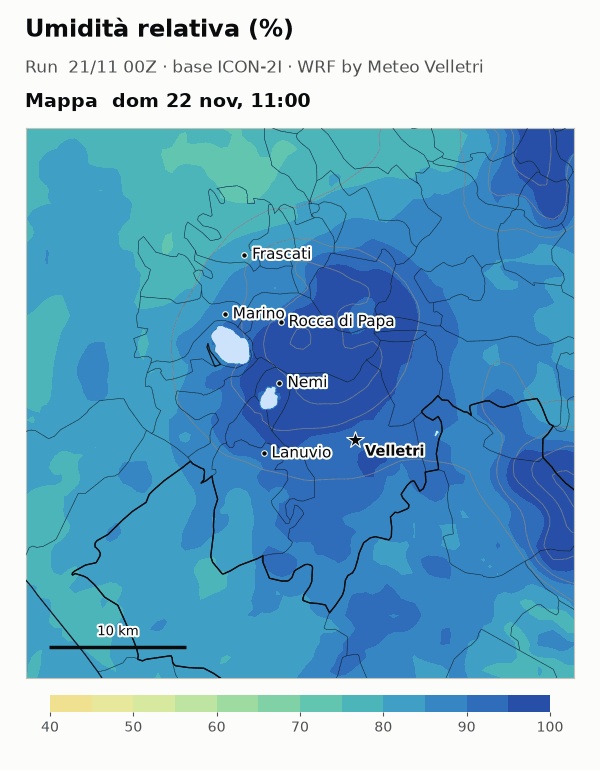 Umidità relativa (%)
Run  21/11 00Z · base ICON-2I · WRF by Meteo Velletri
Mappa  dom 22 nov, 11:00
Frascati
Marino
Rocca di Papa
Nemi
Velletri
Lanuvio
10 km
40 50 60 70 80 90 100